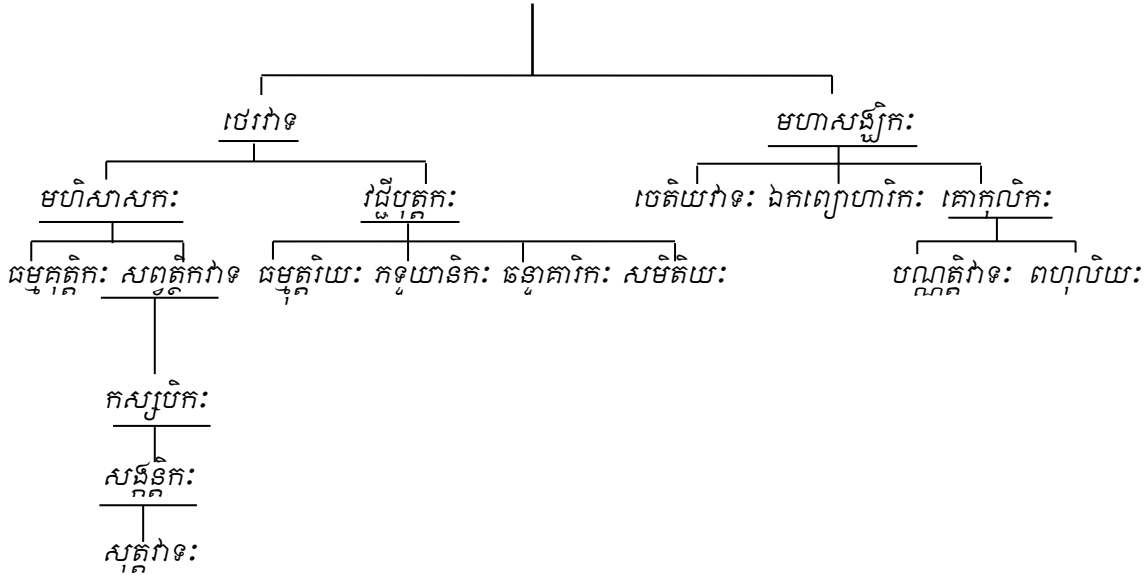 ថេរវាទ មហាសង្ឃិកៈ
មហិសាសកៈ វជ្ជីបុត្តកៈ ចេតិយវាទៈ ឯកព្យោហារិកៈ គោកុលិកៈ
ធម្មគុត្តិកៈ សព្វត្ថិកវាទ ធម្មុត្តរិយៈ ភទ្ទយានិកៈ ឆន្ទាគារិកៈ សមិតិយៈ បណ្ណត្តិវាទៈ ពហុលិយៈ
កស្សបិកៈ
សង្កន្តិកៈ
សុត្តវាទៈ